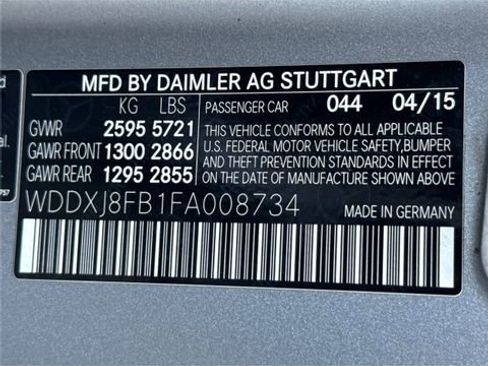 MFD BY DAIMLER AG STUTTGART
KG LBS PASSENGER CAR 044 04/15
GVWR 2595 5721
GAWR FRONT 1300 2866
GAWR REAR 1295 2855
THIS VEHICLE CONFORMS TO ALL APPLICABLE
U.S. FEDERAL MOTOR VEHICLE SAFETY,BUMPER
AND THEFT PREVENTION STANDARDS IN EFFECT
ON THE DATE OF MANUFACTURE SHOWN ABOVE.
WDDXJ8FB1FA008734 MADE IN GERMANY
al.
757